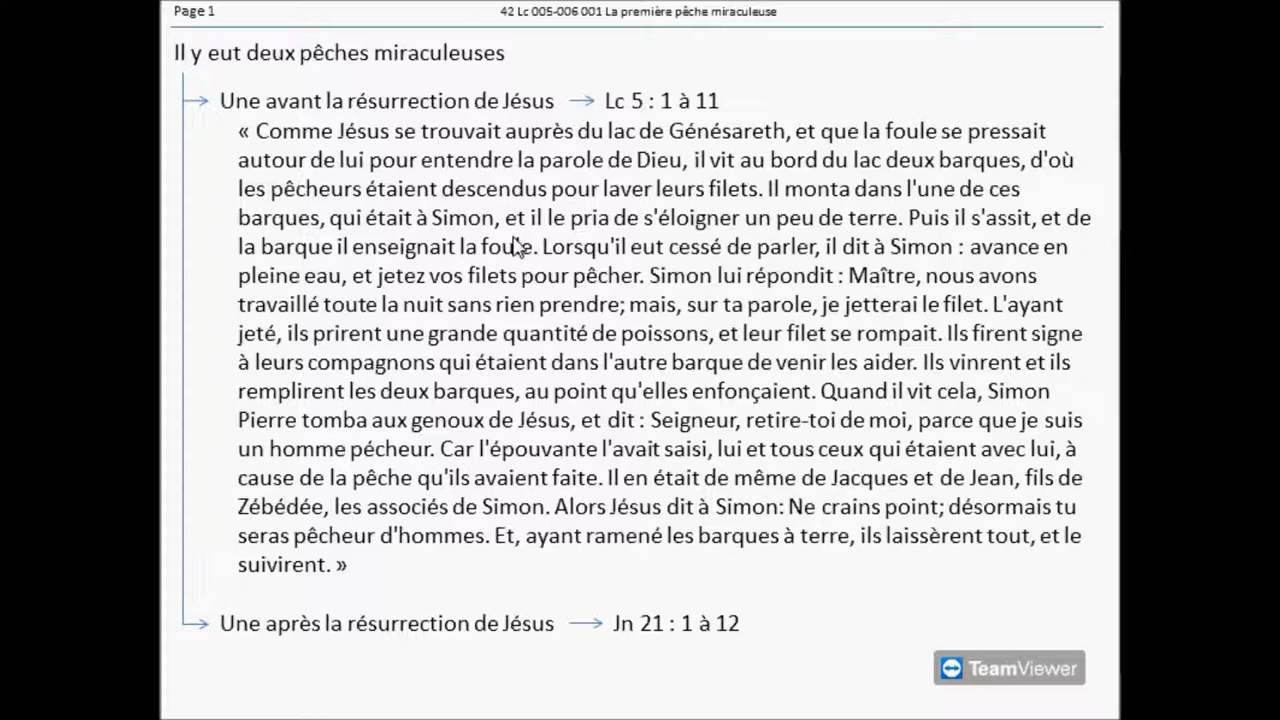 Page 1
42 Lc 005-006 001 La première pêche miraculeuse
Il y eut deux pêches miraculeuses
Une avant la résurrection de Jésus → Lc 5 : 1 à 11
« Comme Jésus se trouvait auprès du lac de Génésareth, et que la foule se pressait
autour de lui pour entendre la parole de Dieu, il vit au bord du lac deux barques, d'où
les pêcheurs étaient descendus pour laver leurs filets. Il monta dans l'une de ces
barques, qui était à Simon, et il le pria de s'éloigner un peu de terre. Puis il s'assit, et de
la barque il enseignait la foule. Lorsqu'il eut cessé de parler, il dit à Simon : avance en
pleine eau, et jetez vos filets pour pêcher. Simon lui répondit : Maître, nous avons
travaillé toute la nuit sans rien prendre; mais, sur ta parole, je jetterai le filet. L'ayant
jeté, ils prirent une grande quantité de poissons, et leur filet se rompait. Ils firent signe
à leurs compagnons qui étaient dans l'autre barque de venir les aider. Ils vinrent et ils
remplirent les deux barques, au point qu'elles enfonçaient. Quand il vit cela, Simon
Pierre tomba aux genoux de Jésus, et dit : Seigneur, retire-toi de moi, parce que je suis
un homme pécheur. Car l'épouvante l'avait saisi, lui et tous ceux qui étaient avec lui, à
cause de la pêche qu'ils avaient faite. Il en était de même de Jacques et de Jean, fils de
Zébédée, les associés de Simon. Alors Jésus dit à Simon: Ne crains point; désormais tu
seras pêcheur d'hommes. Et, ayant ramené les barques à terre, ils laissèrent tout, et le
suivirent. »
Une après la résurrection de Jésus → Jn 21 : 1 à 12
TeamViewer